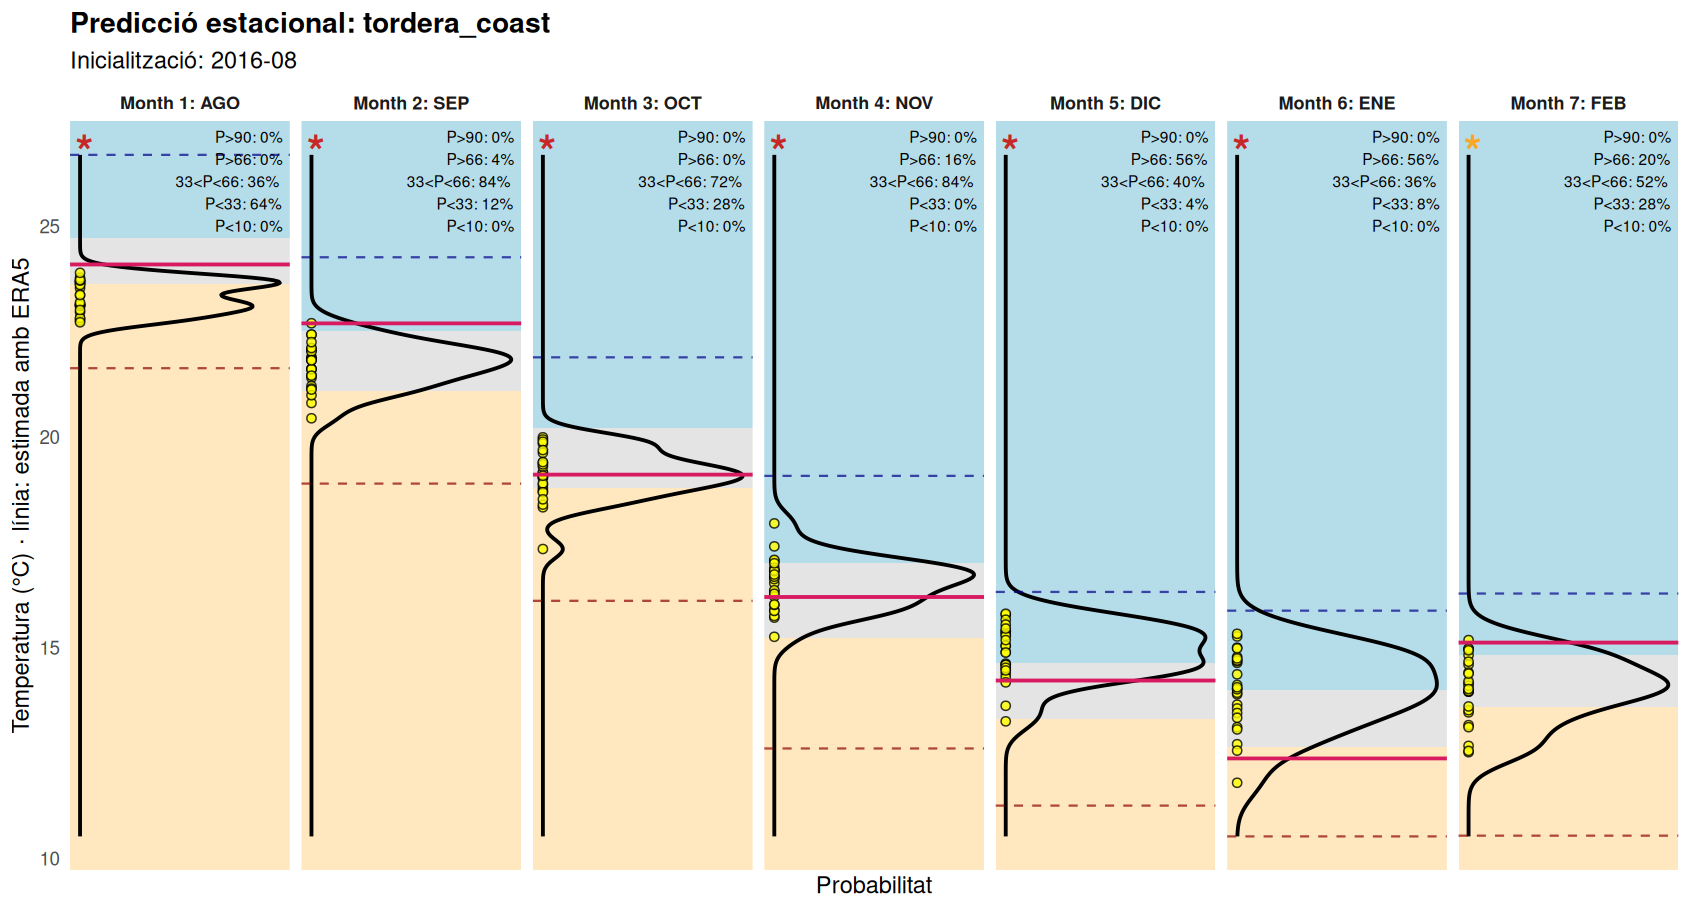 Predicció estacional: tordera_coast
Inicialització: 2016-08
Month 1: AGO
Month 2: SEP
Month 3: OCT
Month 4: NOV
Month 5: DIC
Month 6: ENE
Month 7: FEB
*
P>90: 0%
P>66: 0%
33<P<66: 36%
P<33: 64%
P<10: 0%
*
P>90: 0%
P>66: 4%
33<P<66: 84%
P<33: 12%
P<10: 0%
*
P>90: 0%
P>66: 0%
33<P<66: 72%
P<33: 28%
P<10: 0%
*
P>90: 0%
P>66: 16%
33<P<66: 84%
P<33: 0%
P<10: 0%
*
P>90: 0%
P>66: 56%
33<P<66: 40%
P<33: 4%
P<10: 0%
*
P>90: 0%
P>66: 56%
33<P<66: 36%
P<33: 8%
P<10: 0%
*
P>90: 0%
P>66: 20%
33<P<66: 52%
P<33: 28%
P<10: 0%
25
20
15
10
Temperatura (°C) · línia: estimada amb ERA5
Probabilitat